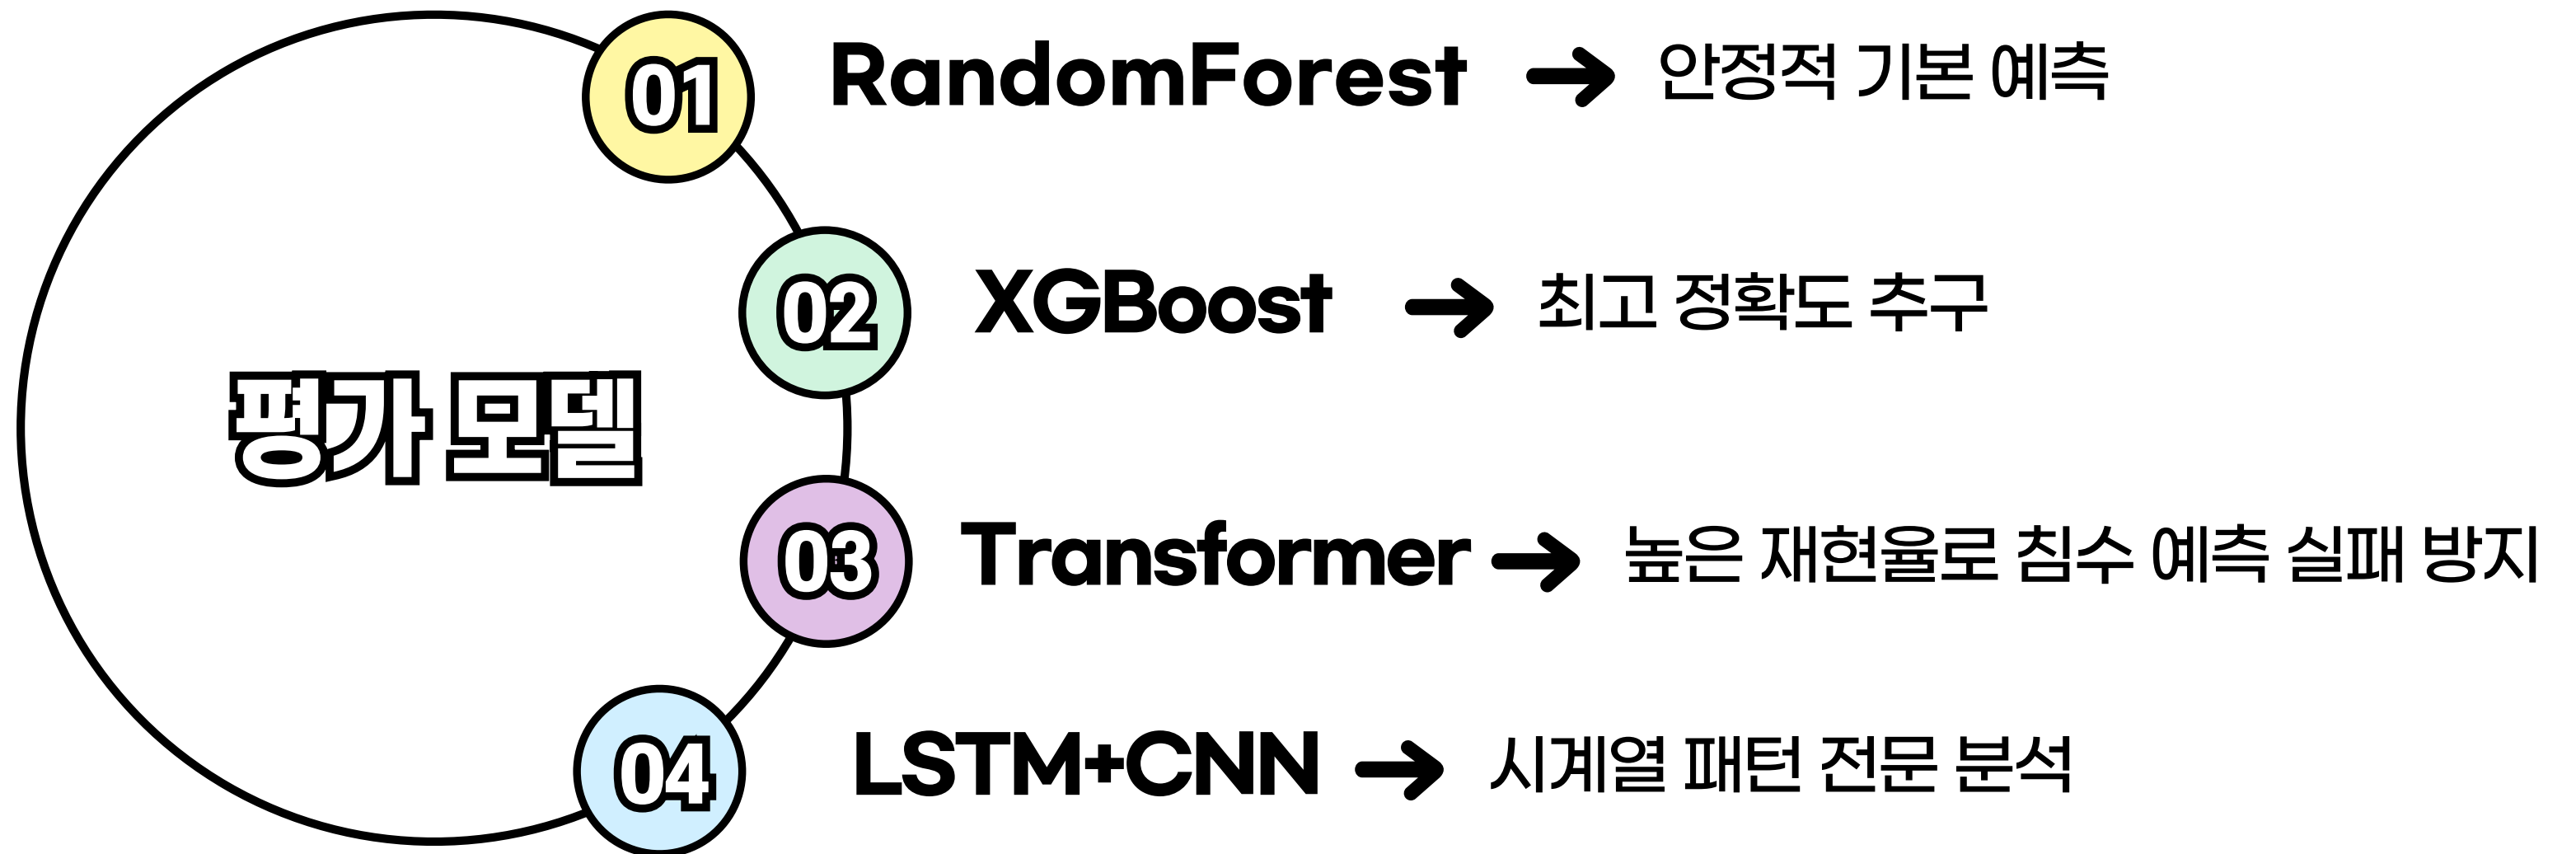 평가 모델
01 RandomForest → 안정적 기본 예측
02 XGBoost → 최고 정확도 추구
03 Transformer → 높은 재현율로 침수 예측 실패 방지
04 LSTM+CNN → 시계열 패턴 전문 분석